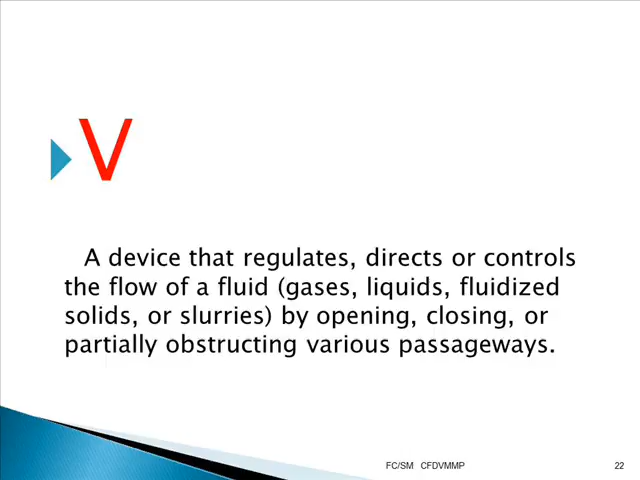 V
A device that regulates, directs or controls
the flow of a fluid (gases, liquids, fluidized
solids, or slurries) by opening, closing, or
partially obstructing various passageways.
FC/SM CFDVMMP 22